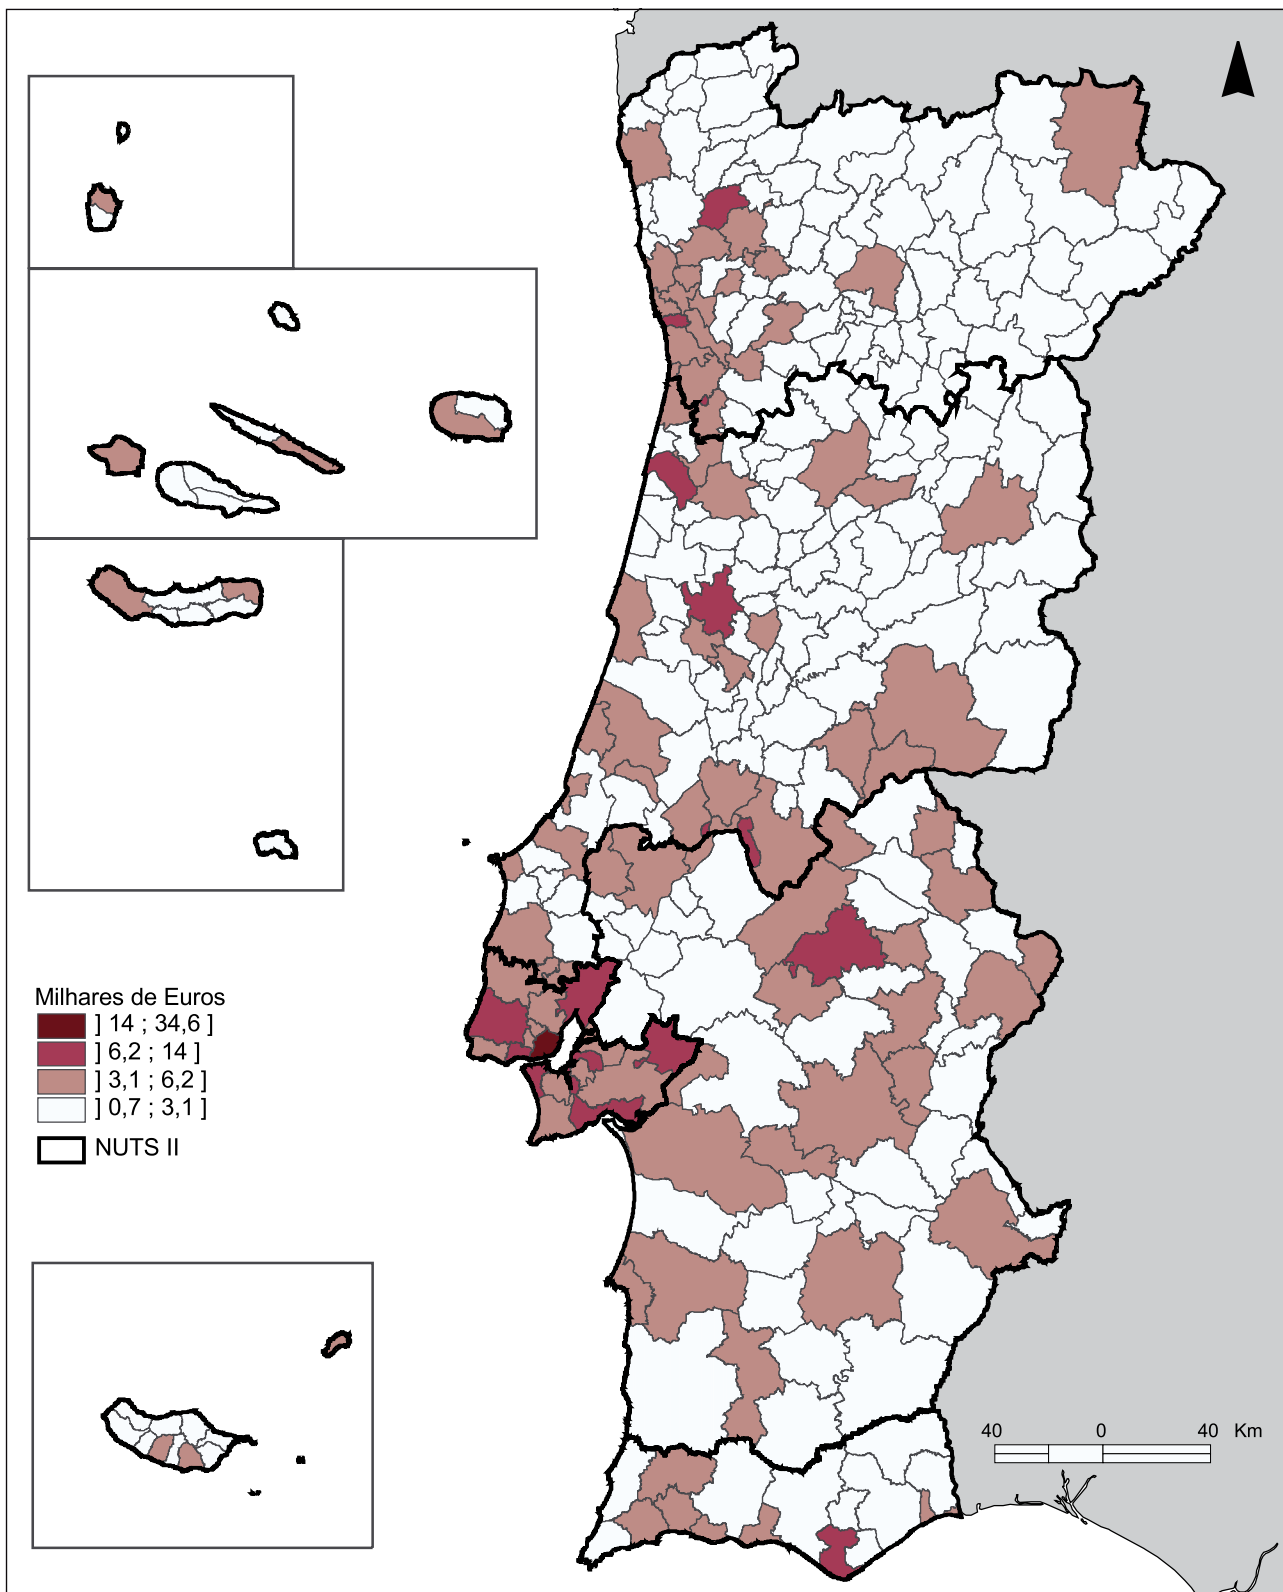 Milhares de Euros
] 14 ; 34,6 ]
] 6,2 ; 14 ]
] 3,1 ; 6,2 ]
] 0,7 ; 3,1 ]
NUTS II
40 0 40 Km